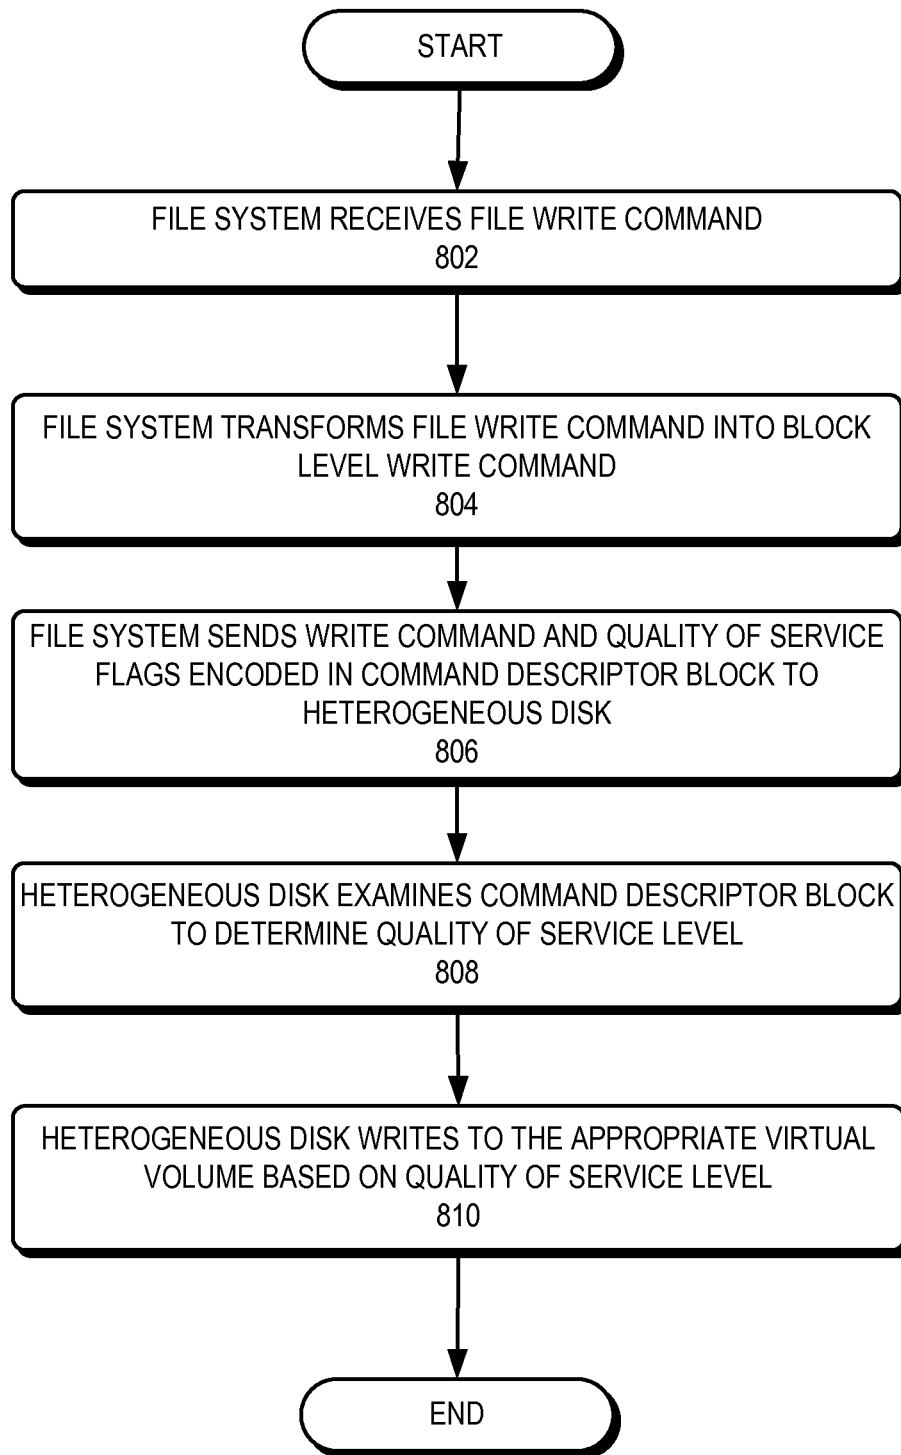 START
FILE SYSTEM RECEIVES FILE WRITE COMMAND
802
FILE SYSTEM TRANSFORMS FILE WRITE COMMAND INTO BLOCK
LEVEL WRITE COMMAND
804
FILE SYSTEM SENDS WRITE COMMAND AND QUALITY OF SERVICE
FLAGS ENCODED IN COMMAND DESCRIPTOR BLOCK TO
HETEROGENEOUS DISK
806
HETEROGENEOUS DISK EXAMINES COMMAND DESCRIPTOR BLOCK
TO DETERMINE QUALITY OF SERVICE LEVEL
808
HETEROGENEOUS DISK WRITES TO THE APPROPRIATE VIRTUAL
VOLUME BASED ON QUALITY OF SERVICE LEVEL
810
END